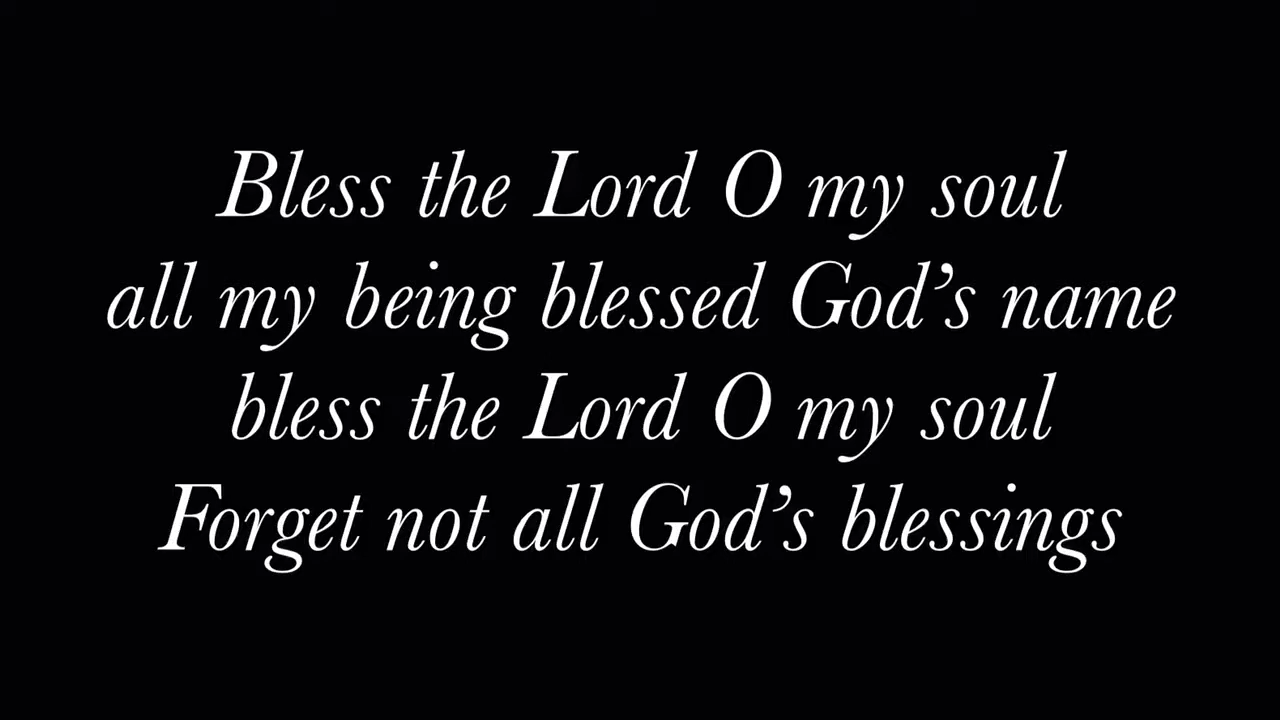 Bless the Lord O my soul
all my being blessed God’s name
bless the Lord O my soul
Forget not all God’s blessings